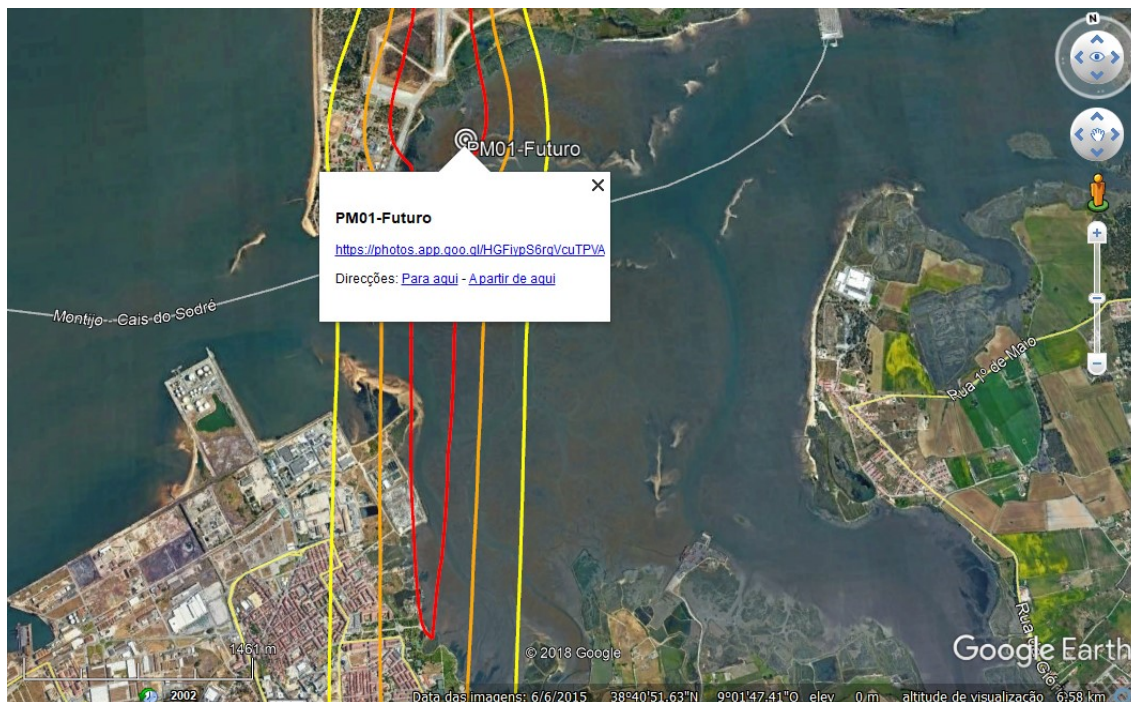 N
PM01-Futuro
PM01-Futuro
https://photos.app.goo.gl/HGFiypS6rqVcuTPVA
Direcções: Para aqui - A partir de aqui
Montijo - Cais do Sodré
Rua 1º de Maio
1461 m
© 2018 Google
Google Earth
2002
Data das imagens: 6/6/2015 38°40'51.63"N 9°01'47.41"O elev 0 m altitude de visualização 6.58 km